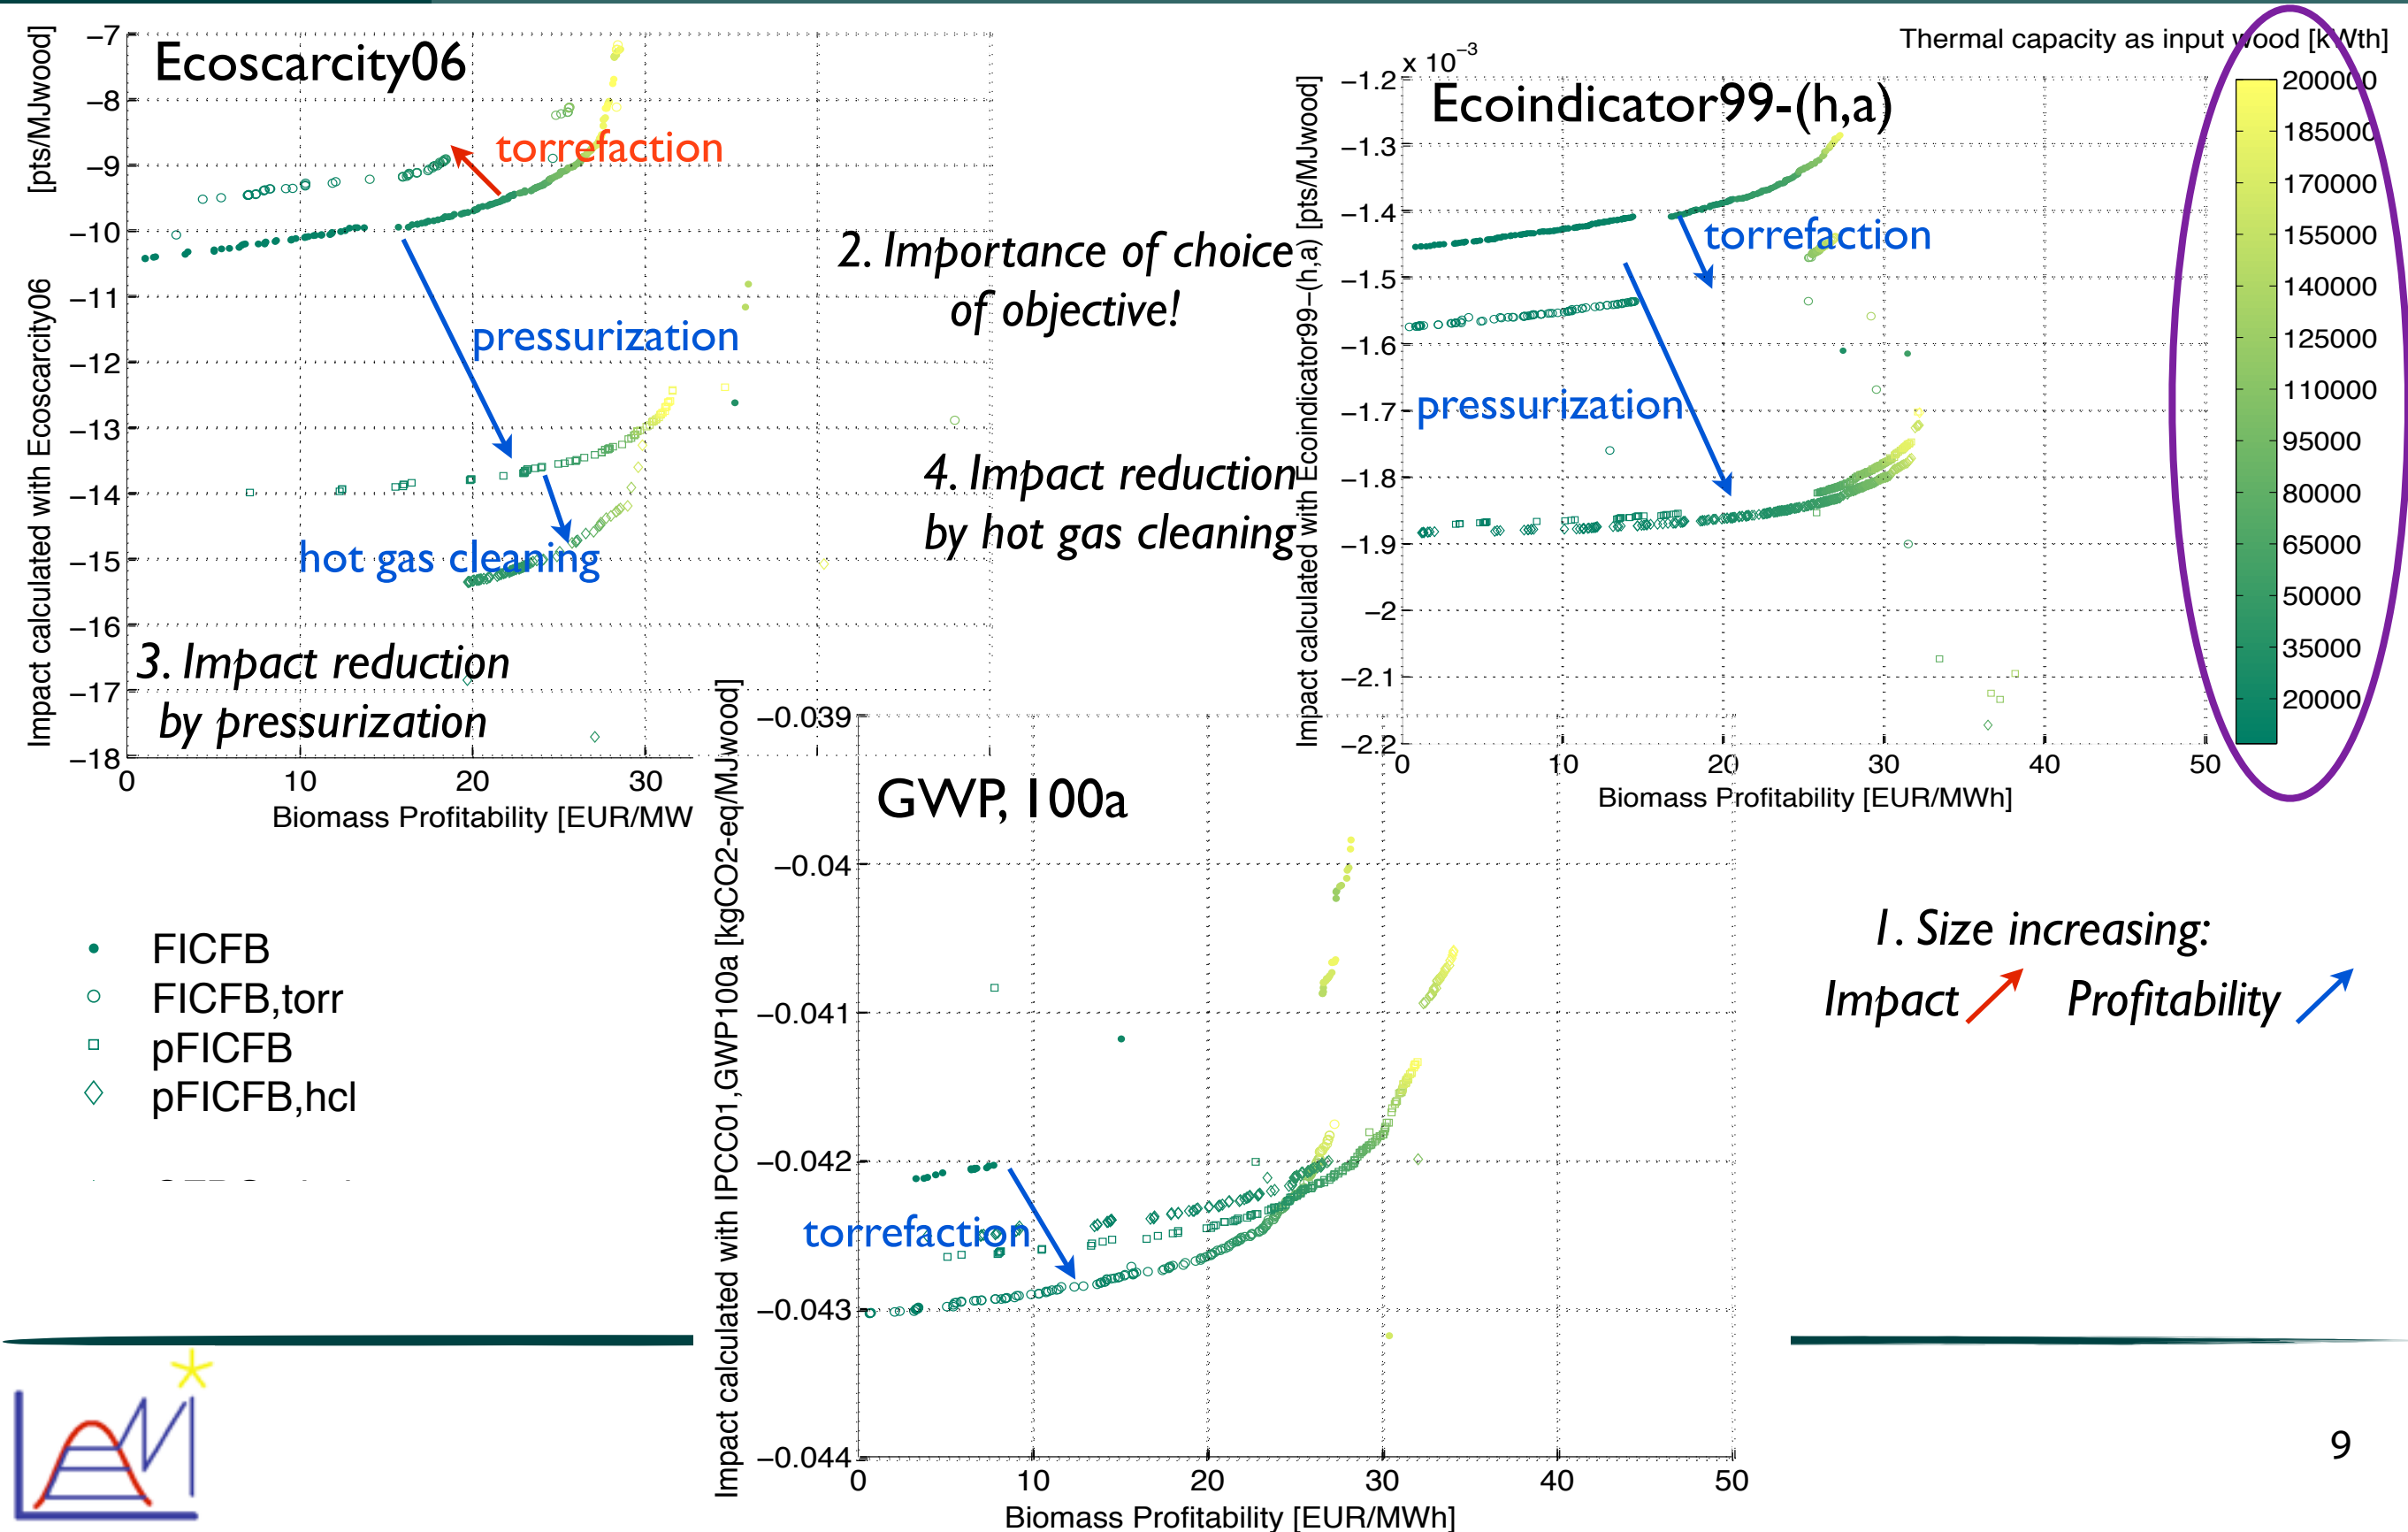 Ecoscarcity06
−7
−8
−9
−10
−11
−12
−13
−14
−15
−16
−17
−18
0
10
20
30
Impact calculated with Ecoscarcity06 [pts/MJwood]
Biomass Profitability [EUR/MW
torrefaction
pressurization
hot gas cleaning
3. Impact reduction
by pressurization
2. Importance of choice
of objective!
4. Impact reduction
by hot gas cleaning
Ecoindicator99-(h,a)
x 10−3
−1.2
−1.3
−1.4
−1.5
−1.6
−1.7
−1.8
−1.9
−2
−2.1
−2.2
0
10
20
30
40
50
Impact calculated with Ecoindicator99−(h,a) [pts/MJwood]
Biomass Profitability [EUR/MWh]
torrefaction
pressurization
Thermal capacity as input wood [kWth]
200000
185000
170000
155000
140000
125000
110000
95000
80000
65000
50000
35000
20000
GWP, 100a
−0.039
−0.04
−0.041
−0.042
−0.043
−0.044
0
10
20
30
40
50
Impact calculated with IPCC01,GWP100a [kgCO2-eq/MJwood]
Biomass Profitability [EUR/MWh]
torrefaction
FICFB
FICFB,torr
pFICFB
pFICFB,hcl
1. Size increasing:
Impact Profitability
9